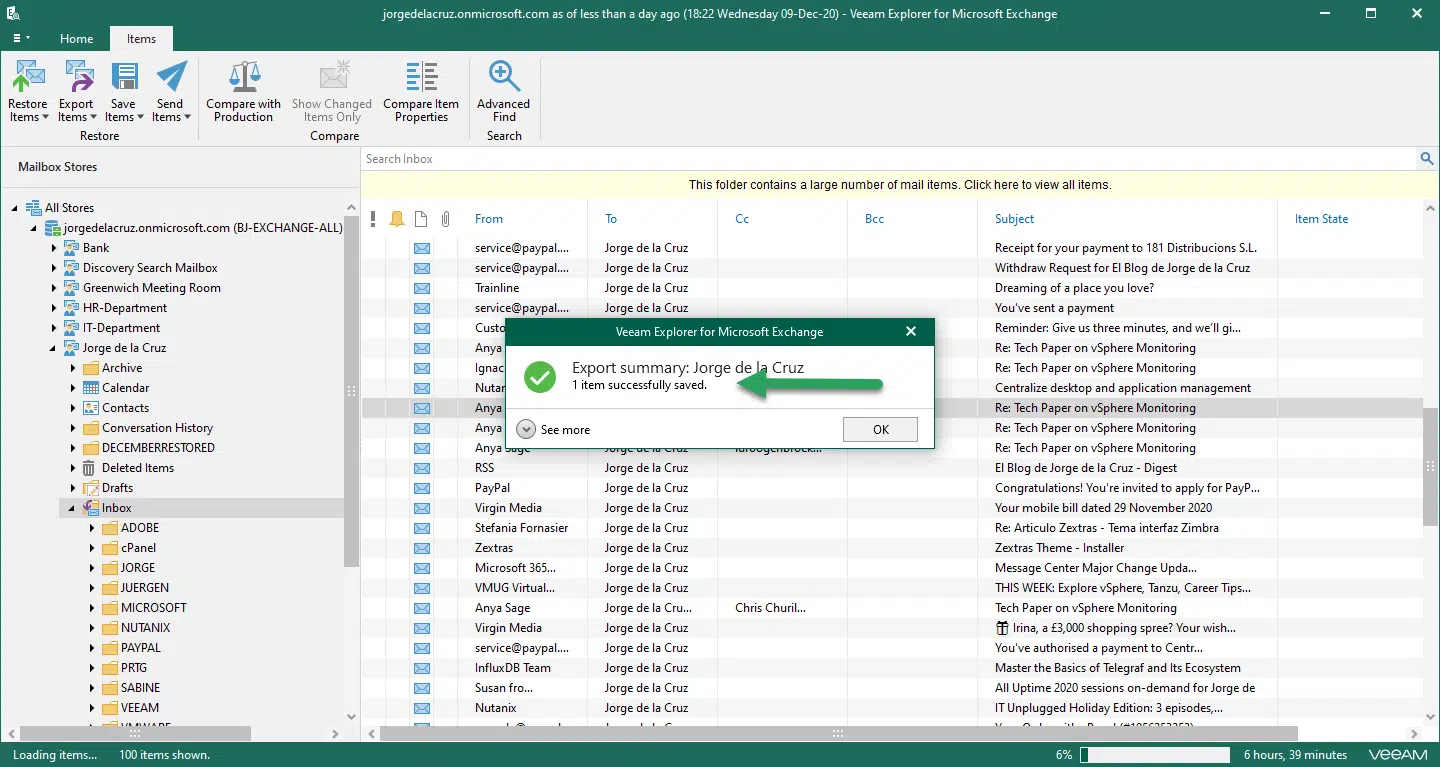 jorgedelacruz.onmicrosoft.com as of less than a day ago (18:22 Wednesday 09-Dec-20) - Veeam Explorer for Microsoft Exchange
Home Items
Restore Items Export Items Save Items Send Items Compare with Production Show Changed Items Only Compare Item Properties Advanced Find
Restore Compare Search
Mailbox Stores
Search Inbox
This folder contains a large number of mail items. Click here to view all items.
All Stores
jorgedelacruz.onmicrosoft.com (BJ-EXCHANGE-ALL)
Bank
Discovery Search Mailbox
Greenwich Meeting Room
HR-Department
IT-Department
Jorge de la Cruz
Archive
Calendar
Contacts
Conversation History
DECEMBERRESTORED
Deleted Items
Drafts
Inbox
ADOBE
cPanel
JORGE
JUERGEN
MICROSOFT
NUTANIX
PAYPAL
PRTG
SABINE
VEEAM
From To Cc Bcc Subject Item State
service@paypal.... Jorge de la Cruz Receipt for your payment to 181 Distribucions S.L.
service@paypal.... Jorge de la Cruz Withdraw Request for El Blog de Jorge de la Cruz
Trainline Jorge de la Cruz Dreaming of a place you love?
service@paypal.... Jorge de la Cruz You've sent a payment
Custo Reminder: Give us three minutes, and we'll gi...
Anya Re: Tech Paper on vSphere Monitoring
Ignac Re: Tech Paper on vSphere Monitoring
Nutan Centralize desktop and application management
Anya Re: Tech Paper on vSphere Monitoring
Anya Re: Tech Paper on vSphere Monitoring
Anya Sage Re: Tech Paper on vSphere Monitoring
RSS Jorge de la Cruz El Blog de Jorge de la Cruz - Digest
PayPal Jorge de la Cruz Congratulations! You're invited to apply for PayP...
Virgin Media Jorge de la Cruz Your mobile bill dated 29 November 2020
Stefania Fornasier Jorge de la Cruz Re: Articulo Zextras - Tema interfaz Zimbra
Zextras Jorge de la Cruz Zextras Theme - Installer
Microsoft 365... Jorge de la Cruz Message Center Major Change Upda...
VMUG Virtual... Jorge de la Cruz THIS WEEK: Explore vSphere, Tanzu, Career Tips...
Anya Sage Jorge de la Cru... Chris Churil... Tech Paper on vSphere Monitoring
Virgin Media Jorge de la Cruz Irina, a £3,000 shopping spree? Your wish...
service@paypal.... Jorge de la Cruz You've authorised a payment to Centr...
InfluxDB Team Jorge de la Cruz Master the Basics of Telegraf and Its Ecosystem
Susan fro... Jorge de la Cruz All Uptime 2020 sessions on-demand for Jorge de
Nutanix Jorge de la Cruz IT Unplugged Holiday Edition: 3 episodes,...
Veeam Explorer for Microsoft Exchange
Export summary: Jorge de la Cruz
1 item successfully saved.
See more OK
Loading items... 100 items shown. 6% 6 hours, 39 minutes VEEAM